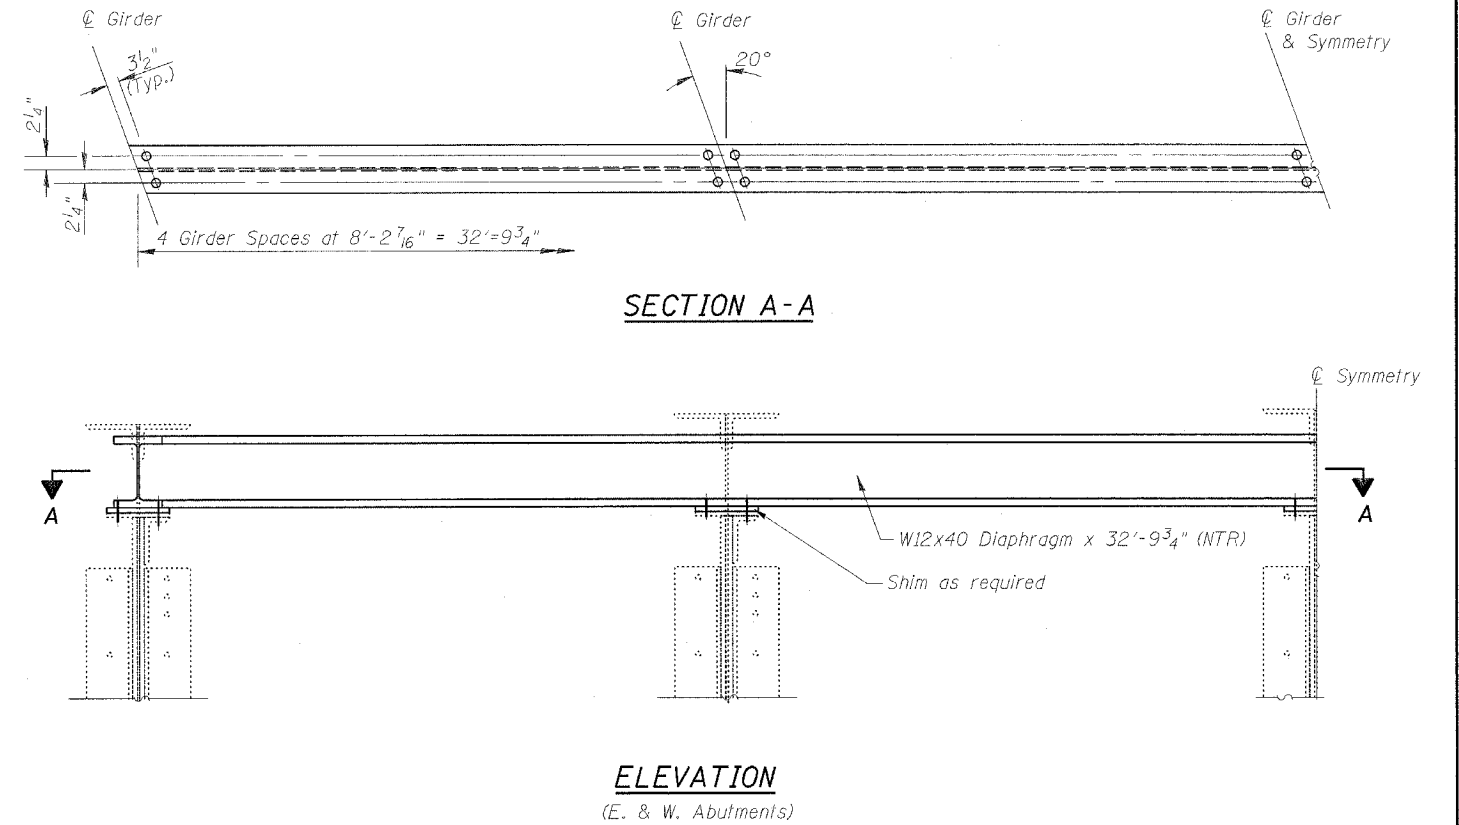 ℄ Girder
℄ Girder
℄ Girder
& Symmetry
3½"
(Typ.)
20°
2¼"
2¼"
4 Girder Spaces at 8'-2 7/16" = 32'=9¾"
SECTION A-A
℄ Symmetry
A
A
W12x40 Diaphragm x 32'-9¾" (NTR)
Shim as required
ELEVATION
(E. & W. Abutments)